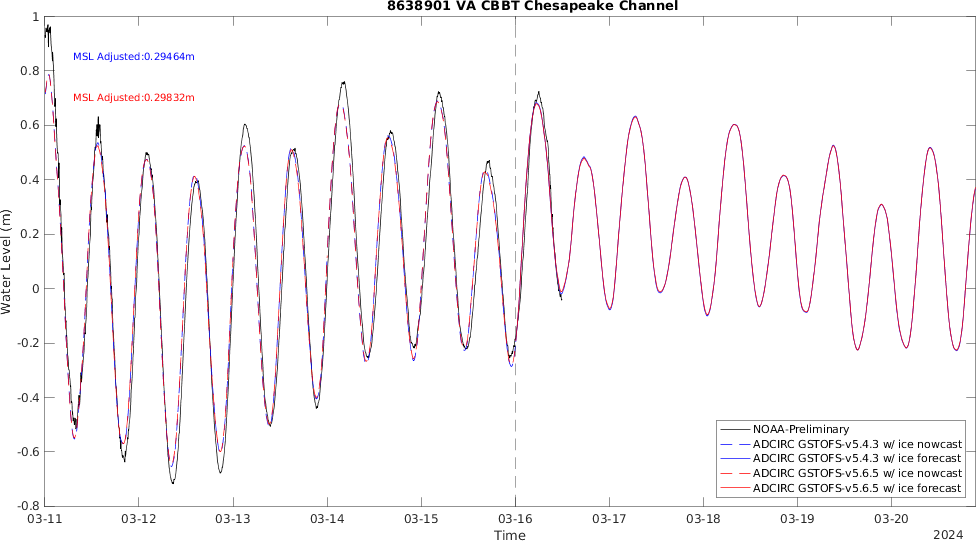 8638901 VA CBBT Chesapeake Channel
1
0.8
0.6
0.4
0.2
0
-0.2
-0.4
-0.6
-0.8
Water Level (m)
MSL Adjusted:0.29464m
MSL Adjusted:0.29832m
NOAA-Preliminary
ADCIRC GSTOFS-v5.4.3 w/ ice nowcast
ADCIRC GSTOFS-v5.4.3 w/ ice forecast
ADCIRC GSTOFS-v5.6.5 w/ ice nowcast
ADCIRC GSTOFS-v5.6.5 w/ ice forecast
03-11 03-12 03-13 03-14 03-15 03-16 03-17 03-18 03-19 03-20
Time
2024